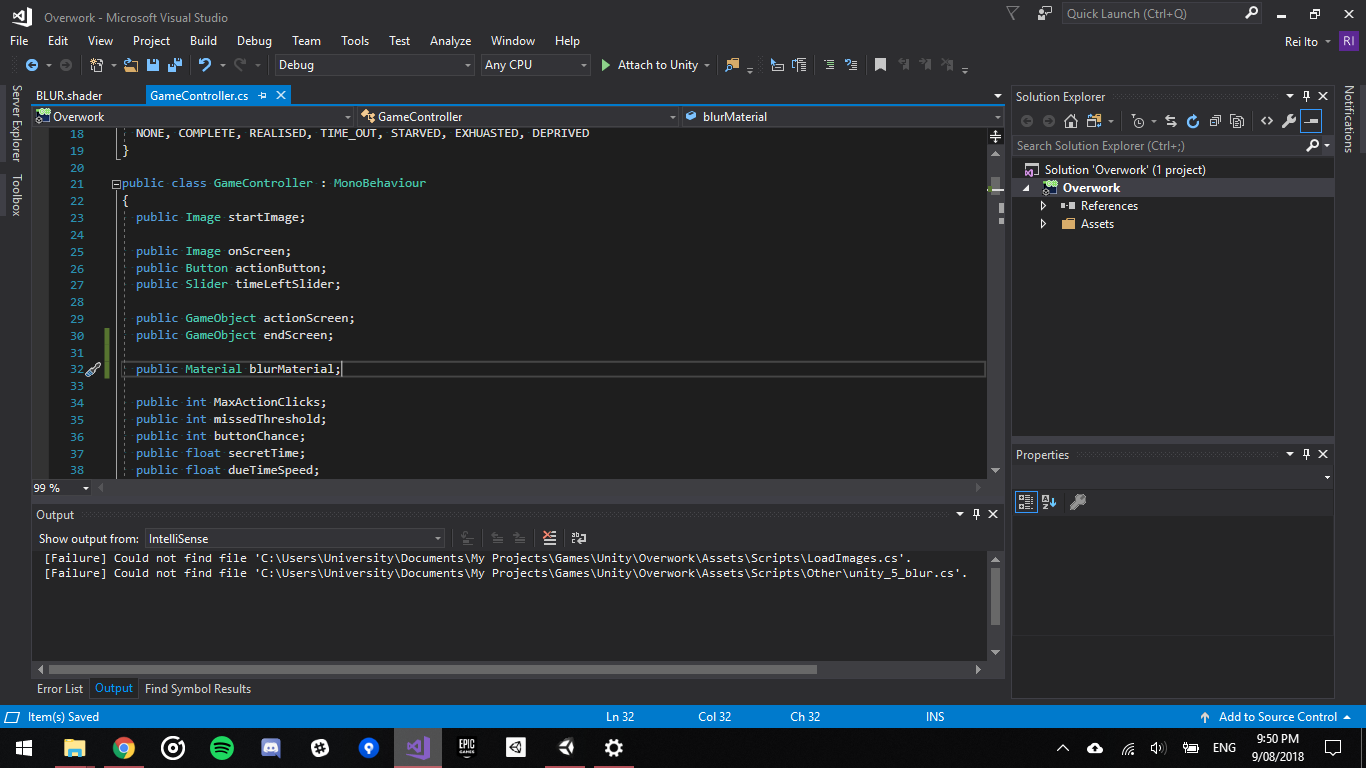 Overwork - Microsoft Visual Studio
Quick Launch (Ctrl+Q)
File Edit View Project Build Debug Team Tools Test Analyze Window Help
Rei Ito RI
Debug Any CPU Attach to Unity
Server Explorer
Toolbox
BLUR.shader GameController.cs
Overwork GameController blurMaterial
18 NONE, COMPLETE, REALISED, TIME_OUT, STARVED, EXHUASTED, DEPRIVED
19 }
20
21 public class GameController : MonoBehaviour
22 {
23 public Image startImage;
24
25 public Image onScreen;
26 public Button actionButton;
27 public Slider timeLeftSlider;
28
29 public GameObject actionScreen;
30 public GameObject endScreen;
31
32 public Material blurMaterial;
33
34 public int MaxActionClicks;
35 public int missedThreshold;
36 public int buttonChance;
37 public float secretTime;
38 public float dueTimeSpeed;
99 %
Output
Show output from: IntelliSense
[Failure] Could not find file 'C:\Users\University\Documents\My Projects\Games\Unity\Overwork\Assets\Scripts\LoadImages.cs'.
[Failure] Could not find file 'C:\Users\University\Documents\My Projects\Games\Unity\Overwork\Assets\Scripts\Other\unity_5_blur.cs'.
Error List Output Find Symbol Results
Solution Explorer
Search Solution Explorer (Ctrl+;)
Solution 'Overwork' (1 project)
Overwork
References
Assets
Properties
Notifications
Item(s) Saved Ln 32 Col 32 Ch 32 INS Add to Source Control
EPIC
GAMES
ENG
9:50 PM
9/08/2018